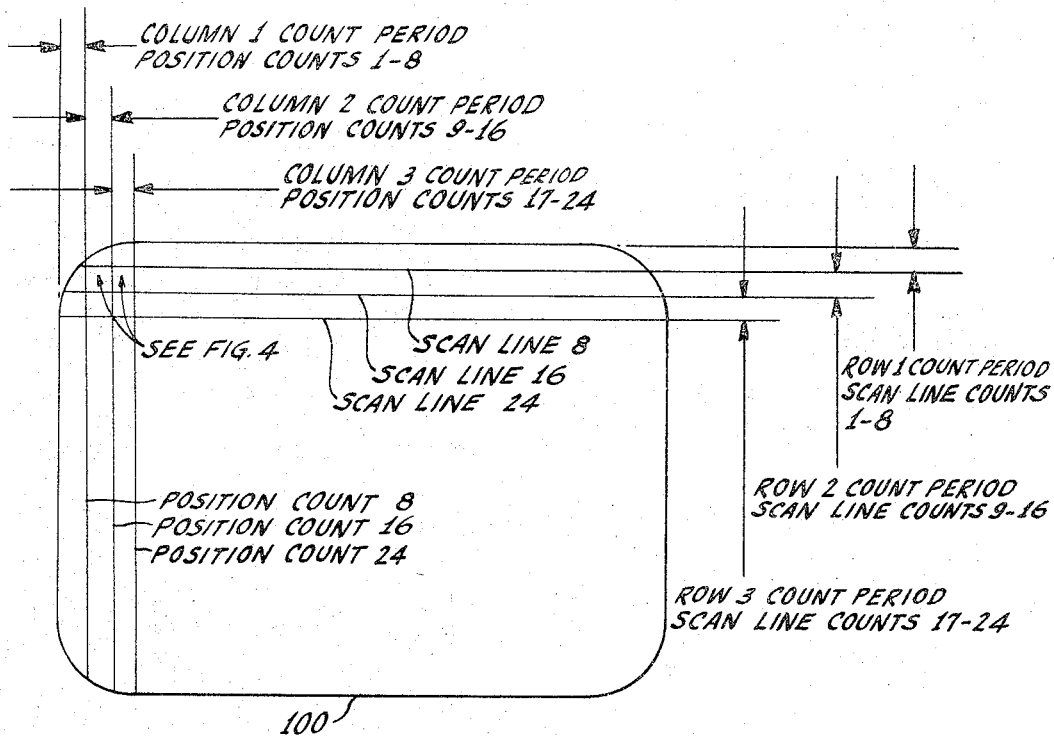 COLUMN 1 COUNT PERIOD
POSITION COUNTS 1-8
COLUMN 2 COUNT PERIOD
POSITION COUNTS 9-16
COLUMN 3 COUNT PERIOD
POSITION COUNTS 17-24
SEE FIG. 4
SCAN LINE 8
SCAN LINE 16
SCAN LINE 24
ROW 1 COUNT PERIOD
SCAN LINE COUNTS
1-8
POSITION COUNT 8
POSITION COUNT 16
POSITION COUNT 24
ROW 2 COUNT PERIOD
SCAN LINE COUNTS 9-16
ROW 3 COUNT PERIOD
SCAN LINE COUNTS 17-24
100